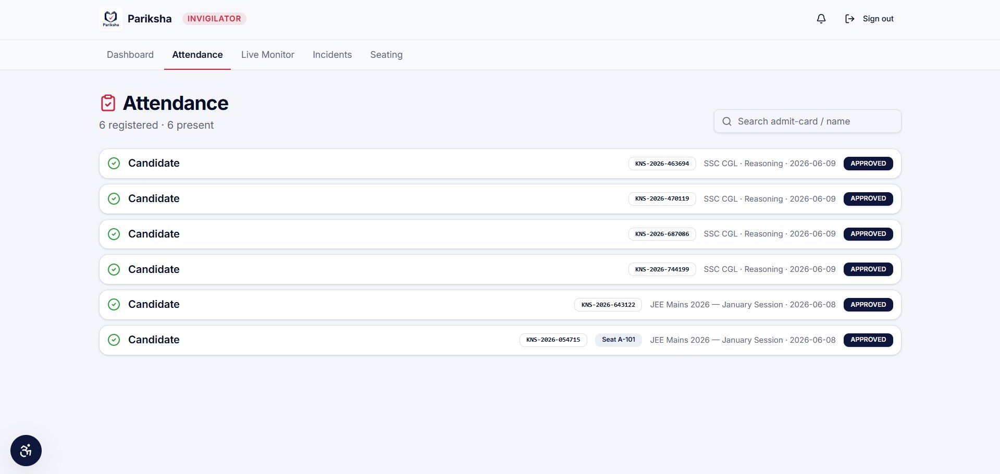 Pariksha
Pariksha
INVIGILATOR
Sign out
Dashboard
Attendance
Live Monitor
Incidents
Seating
Attendance
6 registered · 6 present
Search admit-card / name
Candidate KNS-2026-463694 SSC CGL · Reasoning · 2026-06-09 APPROVED
Candidate KNS-2026-470119 SSC CGL · Reasoning · 2026-06-09 APPROVED
Candidate KNS-2026-687086 SSC CGL · Reasoning · 2026-06-09 APPROVED
Candidate KNS-2026-744199 SSC CGL · Reasoning · 2026-06-09 APPROVED
Candidate KNS-2026-643122 JEE Mains 2026 — January Session · 2026-06-08 APPROVED
Candidate KNS-2026-054715 Seat A-101 JEE Mains 2026 — January Session · 2026-06-08 APPROVED